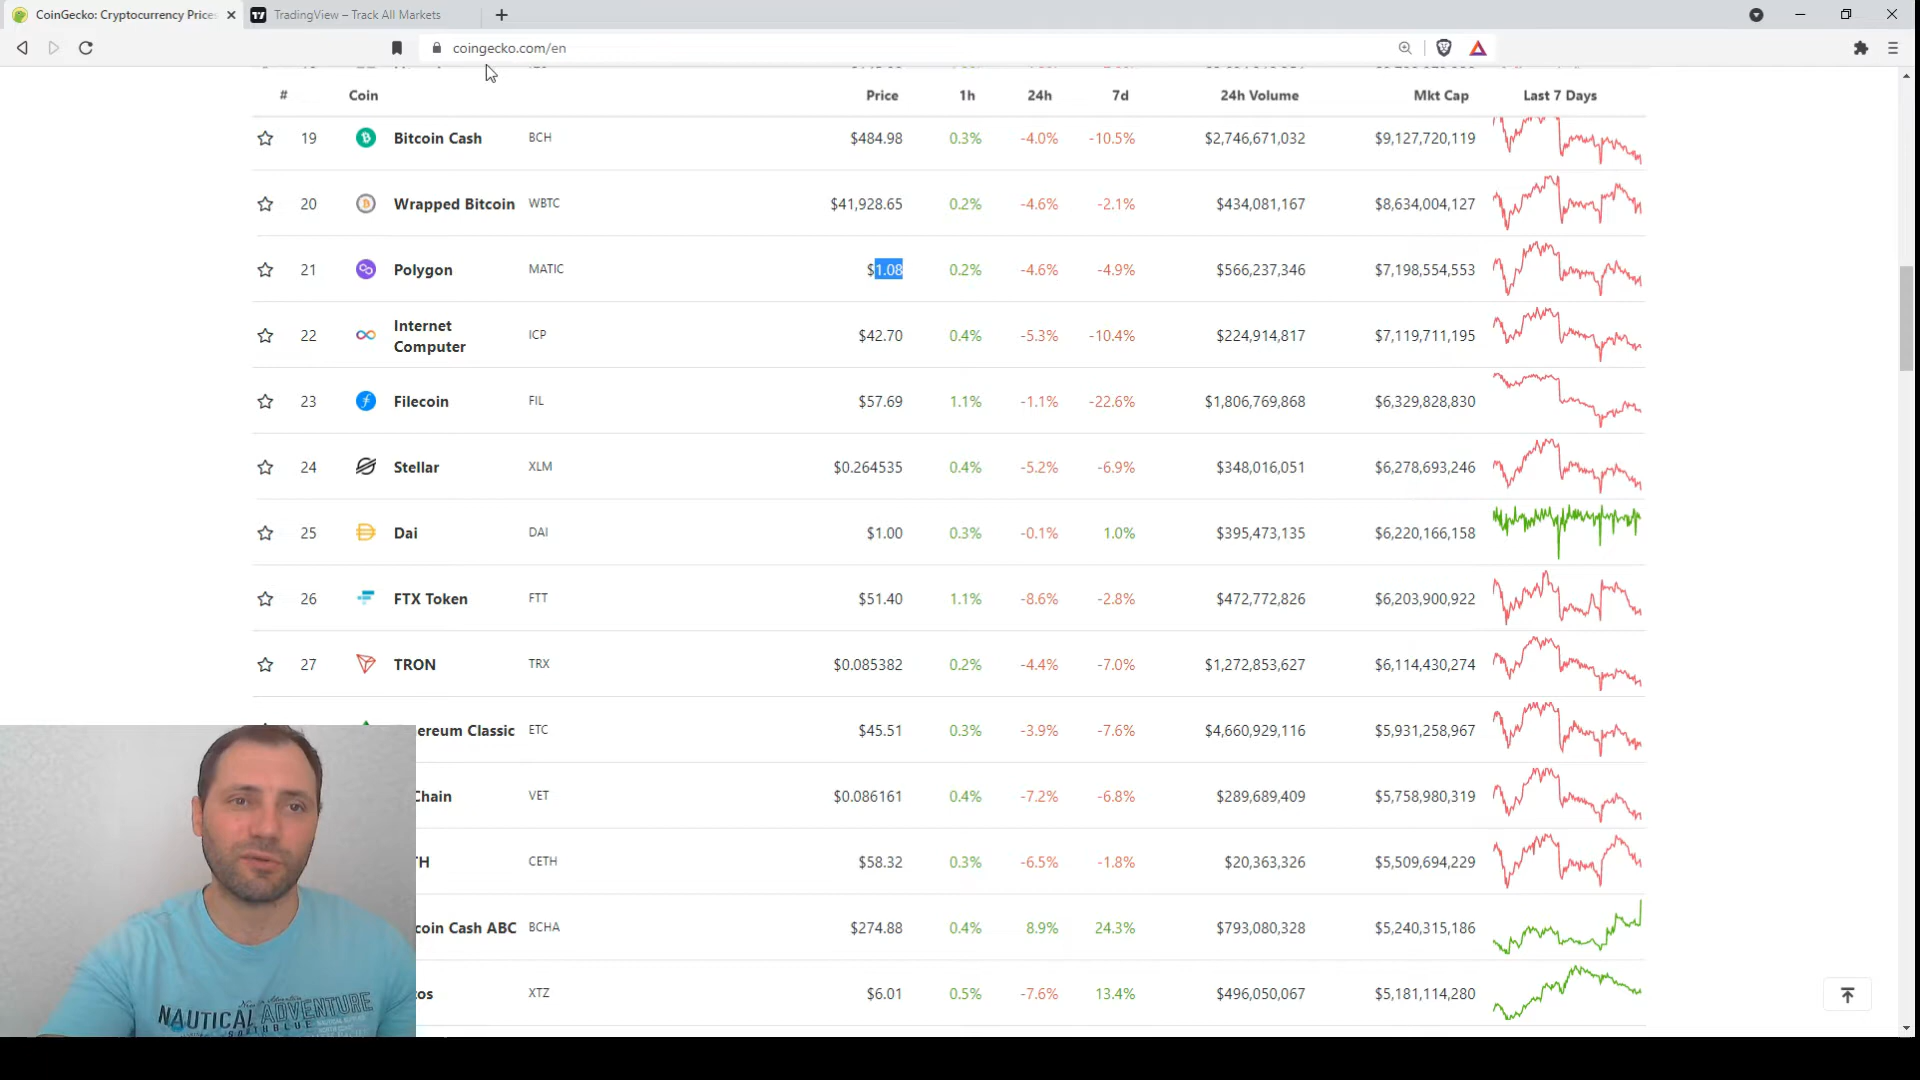 CoinGecko: Cryptocurrency Prices
TradingView – Track All Markets
coingecko.com/en
# Coin Price 1h 24h 7d 24h Volume Mkt Cap Last 7 Days
19 Bitcoin Cash BCH $484.98 0.3% -4.0% -10.5% $2,746,671,032 $9,127,720,119
20 Wrapped Bitcoin WBTC $41,928.65 0.2% -4.6% -2.1% $434,081,167 $8,634,004,127
21 Polygon MATIC $1.08 0.2% -4.6% -4.9% $566,237,346 $7,198,554,553
22 Internet Computer ICP $42.70 0.4% -5.3% -10.4% $224,914,817 $7,119,711,195
23 Filecoin FIL $57.69 1.1% -1.1% -22.6% $1,806,769,868 $6,329,828,830
24 Stellar XLM $0.264535 0.4% -5.2% -6.9% $348,016,051 $6,278,693,246
25 Dai DAI $1.00 0.3% -0.1% 1.0% $395,473,135 $6,220,166,158
26 FTX Token FTT $51.40 1.1% -8.6% -2.8% $472,772,826 $6,203,900,922
27 TRON TRX $0.085382 0.2% -4.4% -7.0% $1,272,853,627 $6,114,430,274
ereum Classic ETC $45.51 0.3% -3.9% -7.6% $4,660,929,116 $5,931,258,967
Chain VET $0.086161 0.4% -7.2% -6.8% $289,689,409 $5,758,980,319
TH CETH $58.32 0.3% -6.5% -1.8% $20,363,326 $5,509,694,229
coin Cash ABC BCHA $274.88 0.4% 8.9% 24.3% $793,080,328 $5,240,315,186
os XTZ $6.01 0.5% -7.6% 13.4% $496,050,067 $5,181,114,280
NAUTICAL ADVENTURE